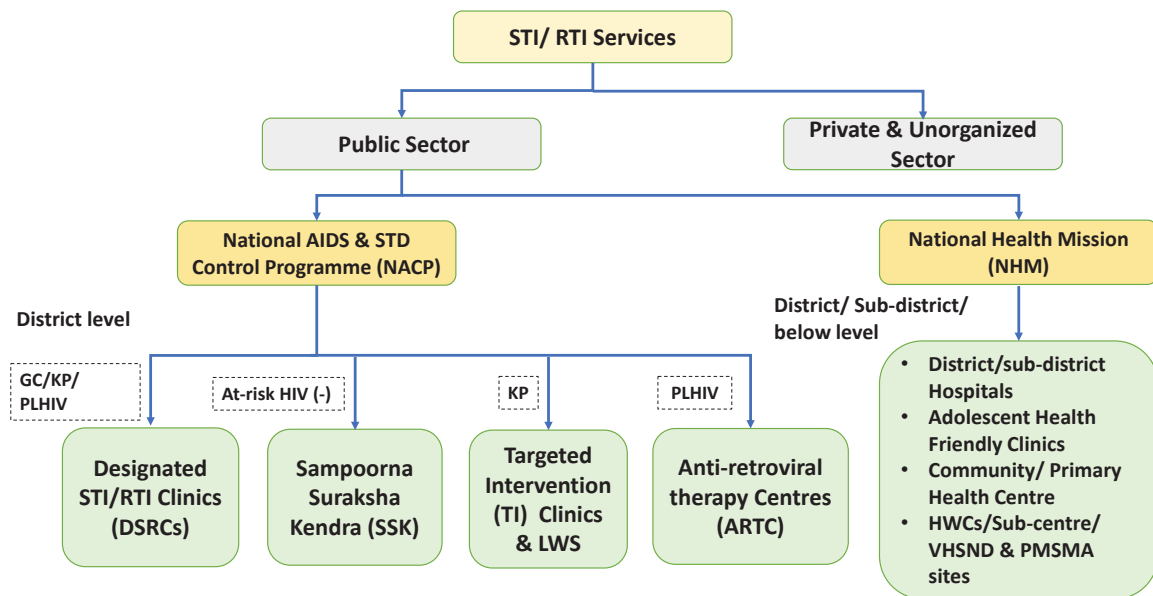 STI/ RTI Services
Public Sector
Private & Unorganized
Sector
National AIDS & STD
Control Programme (NACP)
National Health Mission
(NHM)
District level
District/ Sub-district/
below level
GC/KP/
PLHIV
At-risk HIV (-)
KP
PLHIV
Designated
STI/RTI Clinics
(DSRCs)
Sampoorna
Suraksha
Kendra (SSK)
Targeted
Intervention
(TI) Clinics
& LWS
Anti-retroviral
therapy Centres
(ARTC)
• District/sub-district
Hospitals
• Adolescent Health
Friendly Clinics
• Community/ Primary
Health Centre
• HWCs/Sub-centre/
VHSND & PMSMA
sites